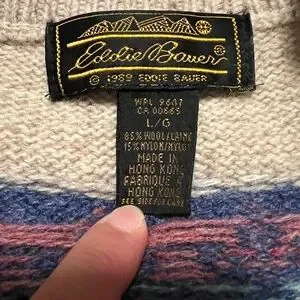 Eddie Bauer
© 1989 EDDIE BAUER ®
WPL 9607
CA 00665
L/G
85% WOOL/LAINE
15% NYLON/NYLON
MADE IN
HONG KONG
FABRIQUE A
HONG KONG
SEE SIDE FOR CARE